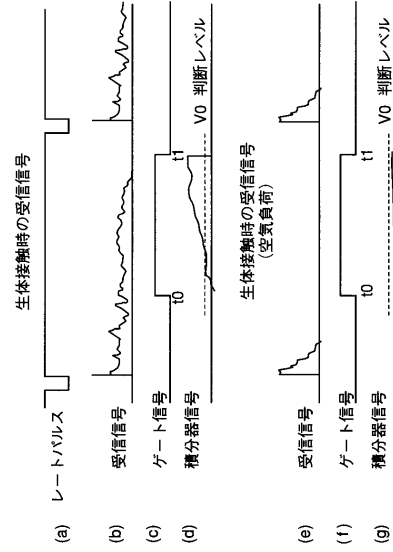 生体接触時の受信信号
(a) レートパルス
(b) 受信信号
(c) ゲート信号
t0 t1
(d) 積分器信号
V0 判断レベル
生体接触時の受信信号
(空気負荷)
(e) 受信信号
(f) ゲート信号
t0 t1
(g) 積分器信号
V0 判断レベル